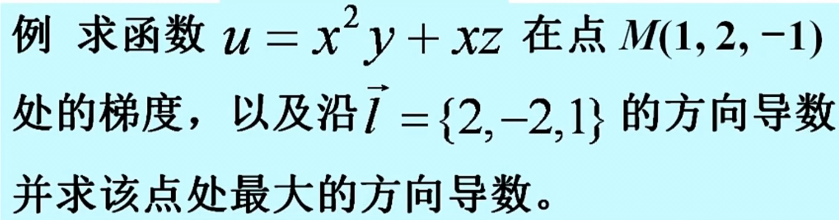 例 求函数 u = x²y + xz 在点 M(1, 2, −1)
处的梯度，以及沿 l⃗ = {2,−2,1} 的方向导数
并求该点处最大的方向导数。